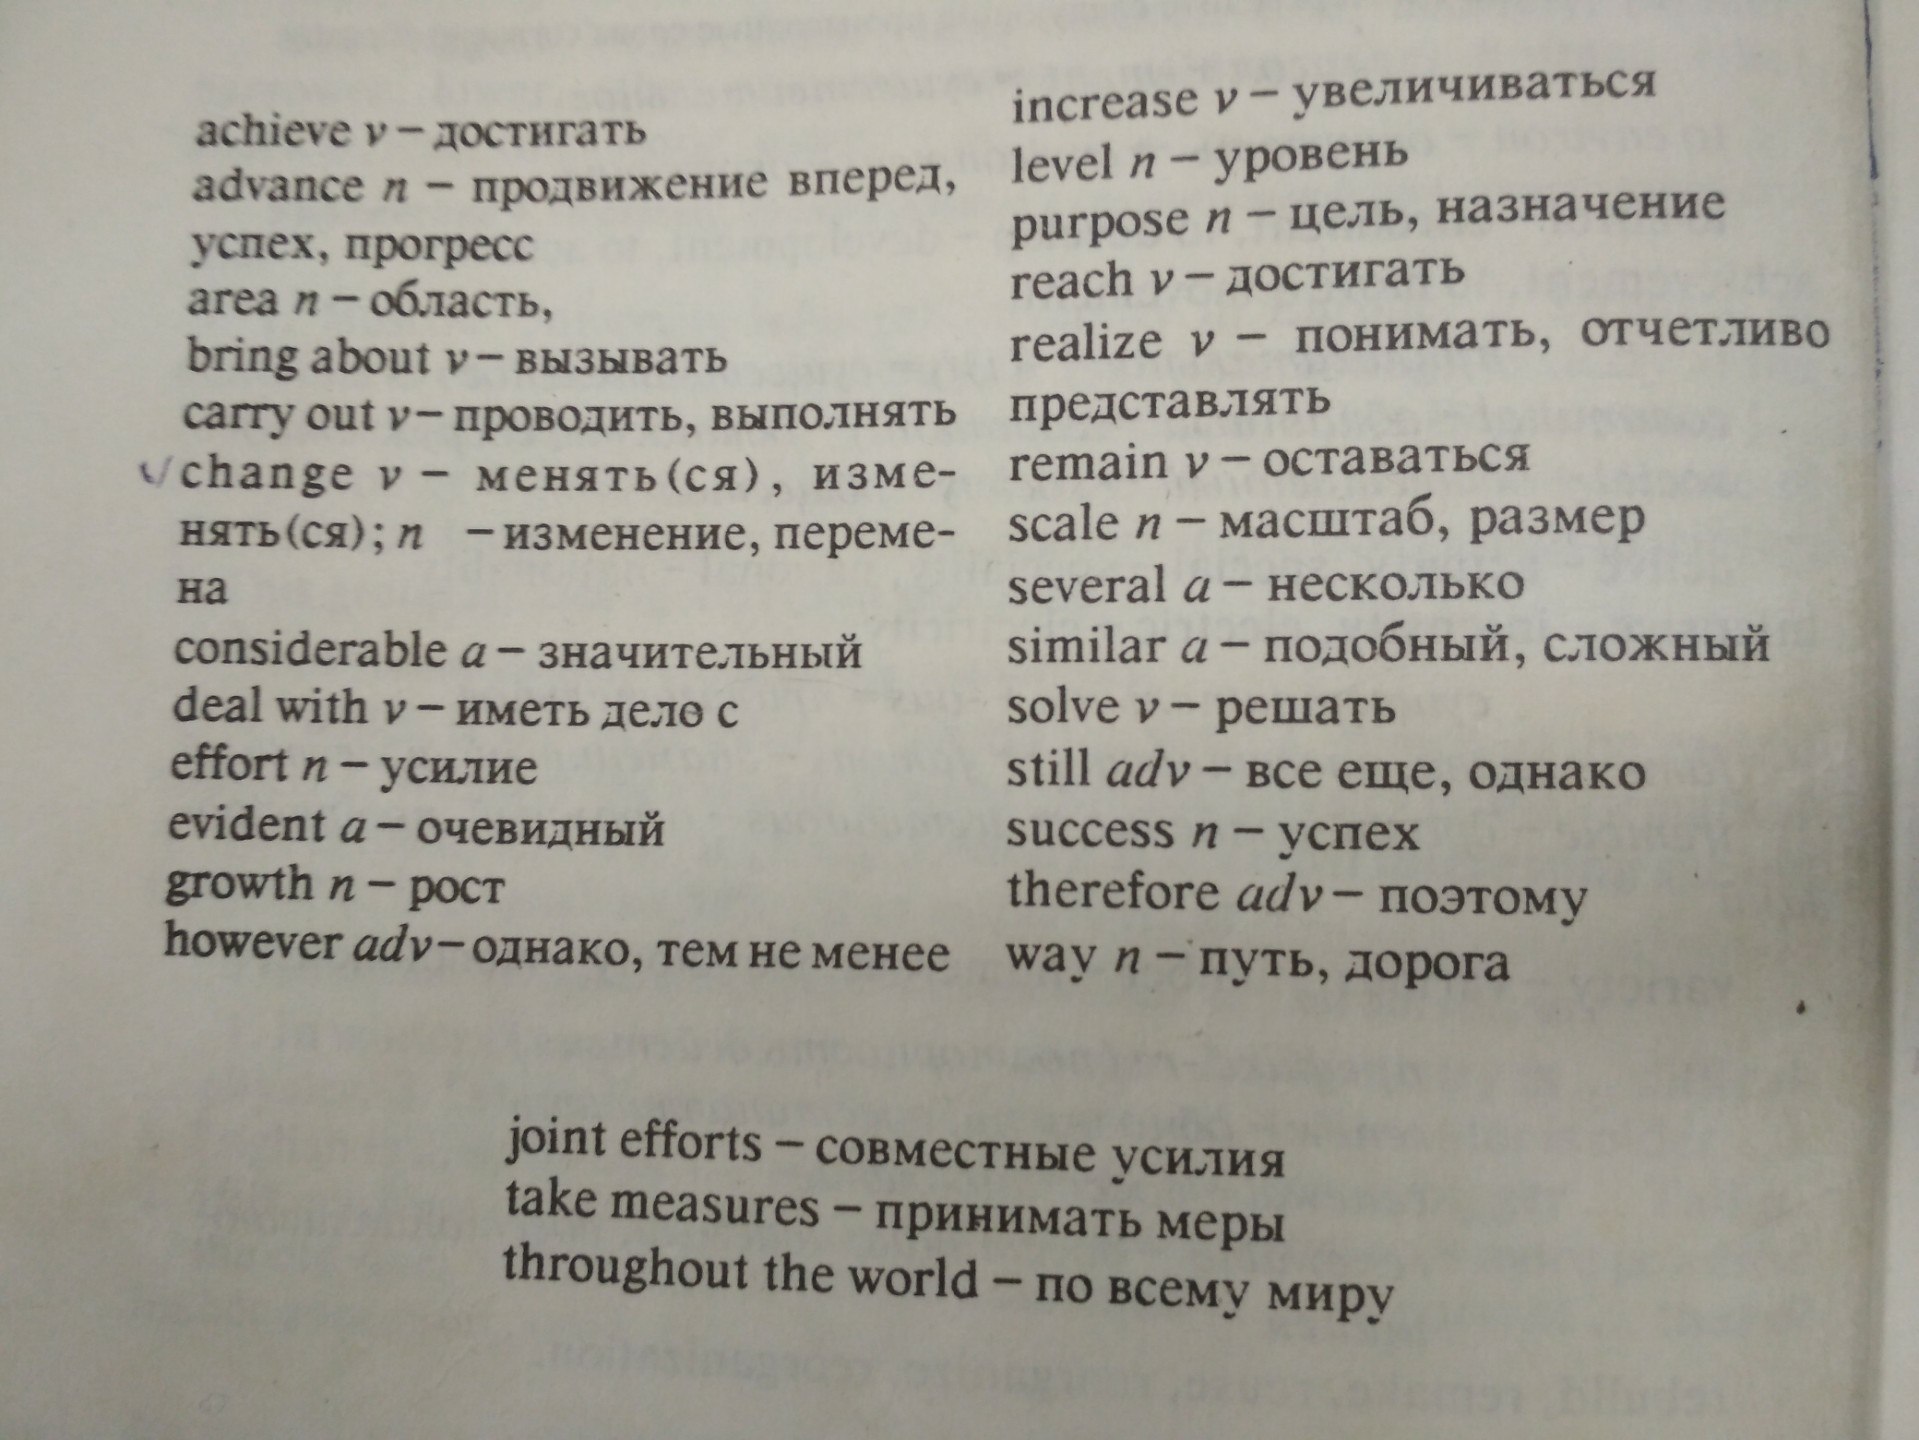 achieve v – достигать
advance n – продвижение вперед,
успех, прогресс
area n – область,
bring about v – вызывать
carry out v – проводить, выполнять
change v – менять(ся), изме-
нять(ся); n – изменение, переме-
на
considerable a – значительный
deal with v – иметь дело с
effort n – усилие
evident a – очевидный
growth n – рост
however adv – однако, тем не менее
increase v – увеличиваться
level n – уровень
purpose n – цель, назначение
reach v – достигать
realize v – понимать, отчетливо
представлять
remain v – оставаться
scale n – масштаб, размер
several a – несколько
similar a – подобный, сложный
solve v – решать
still adv – все еще, однако
success n – успех
therefore adv – поэтому
way n – путь, дорога
joint efforts – совместные усилия
take measures – принимать меры
throughout the world – по всему миру